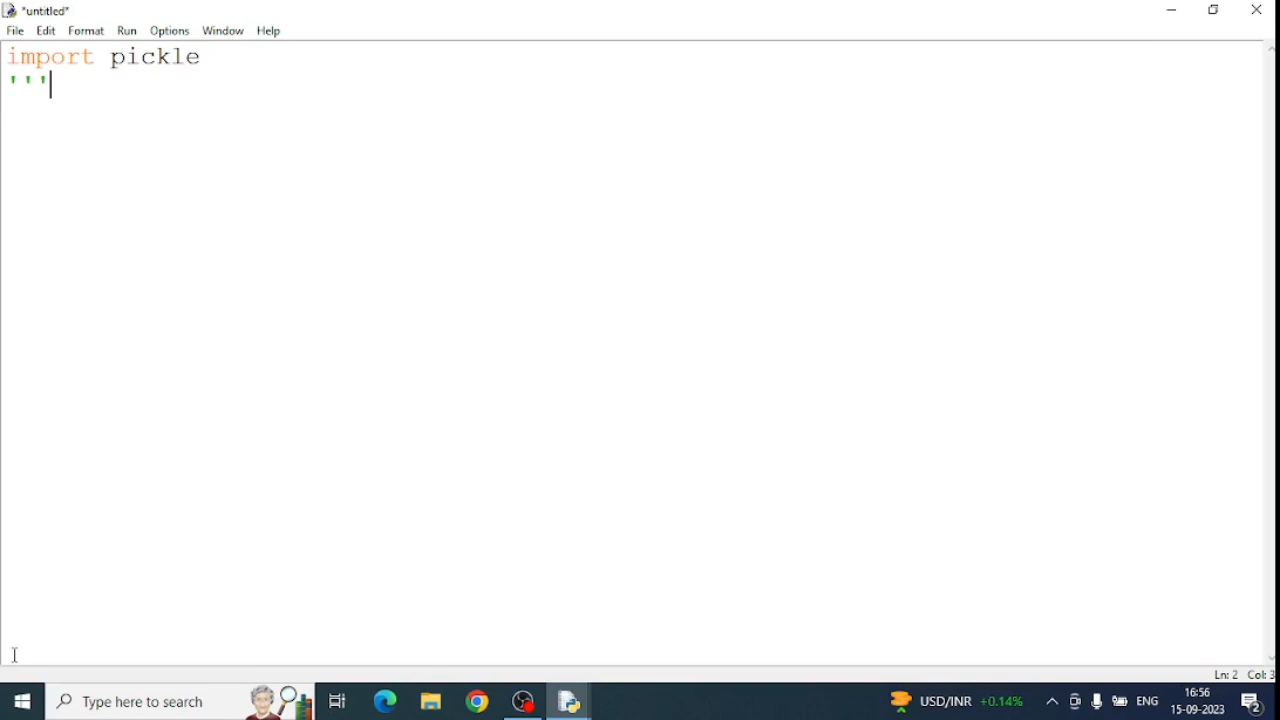 *untitled*
File Edit Format Run Options Window Help
import pickle
'''
Ln: 2 Col: 3
Type here to search
USD/INR +0.14%
ENG
16:56
15-09-2023
2